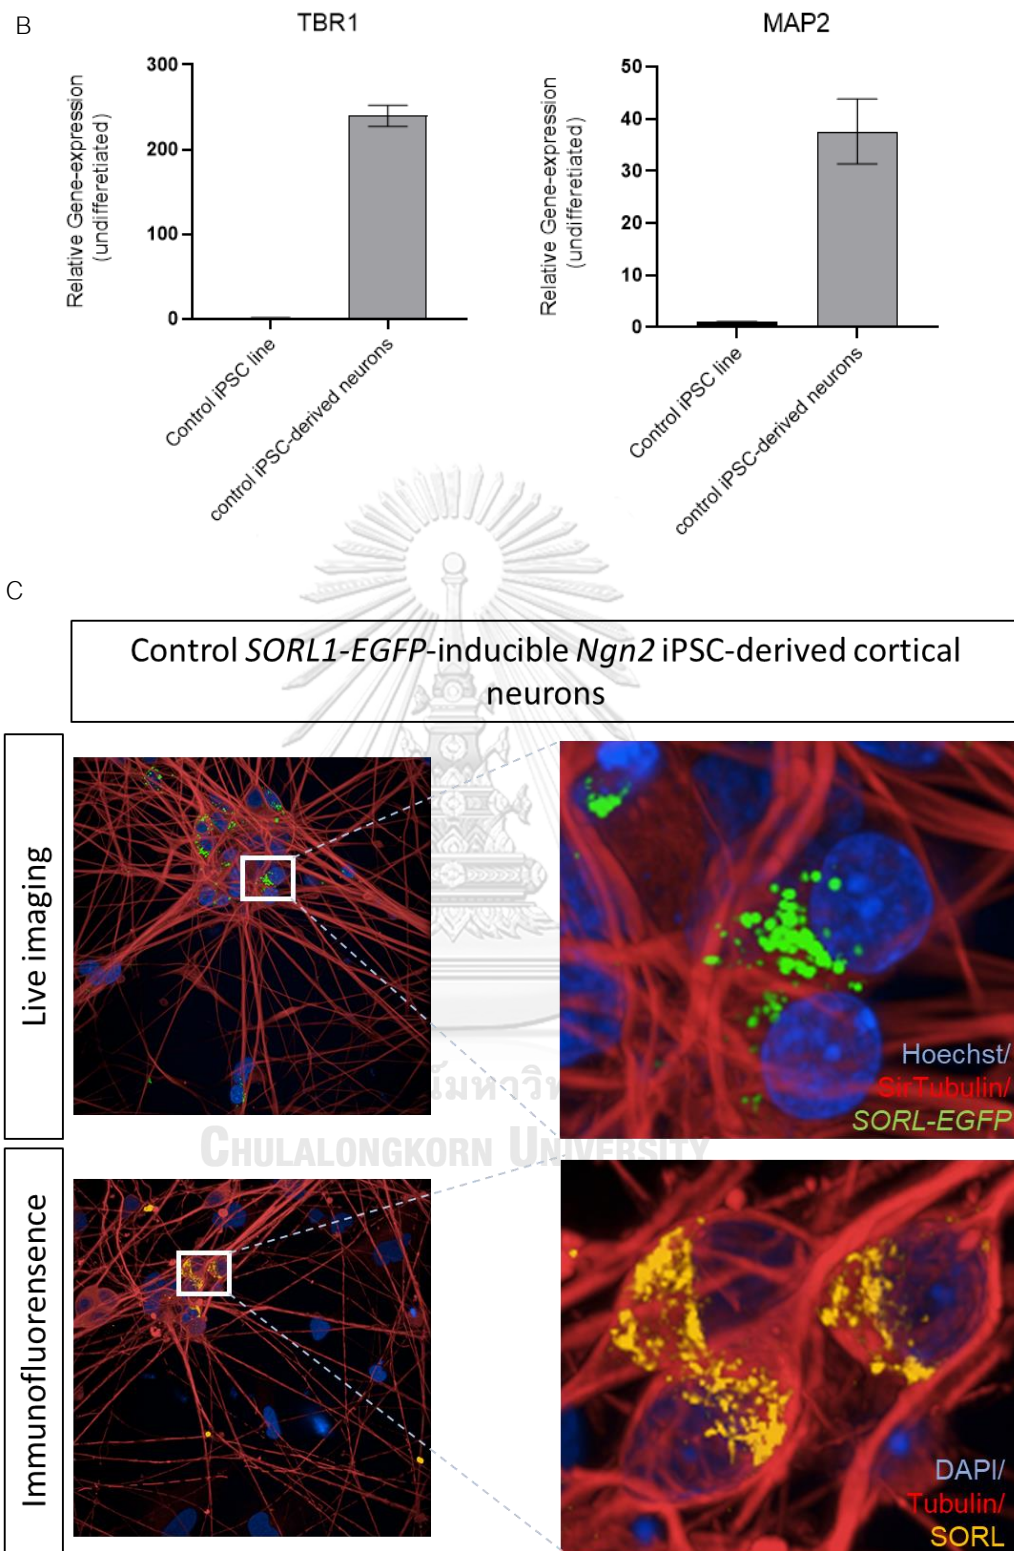 B
TBR1
Relative Gene-expression
(undifferetiated)
300
200
100
0
Control iPSC line
control iPSC-derived neurons
MAP2
Relative Gene-expression
(undifferetiated)
50
40
30
20
10
0
Control iPSC line
control iPSC-derived neurons
C
Control SORL1-EGFP-inducible Ngn2 iPSC-derived cortical
neurons
Live imaging
Hoechst/
SirTubulin/
SORL-EGFP
CHULALONGKORN UNIVERSITY
Immunofluorensence
DAPI/
Tubulin/
SORL